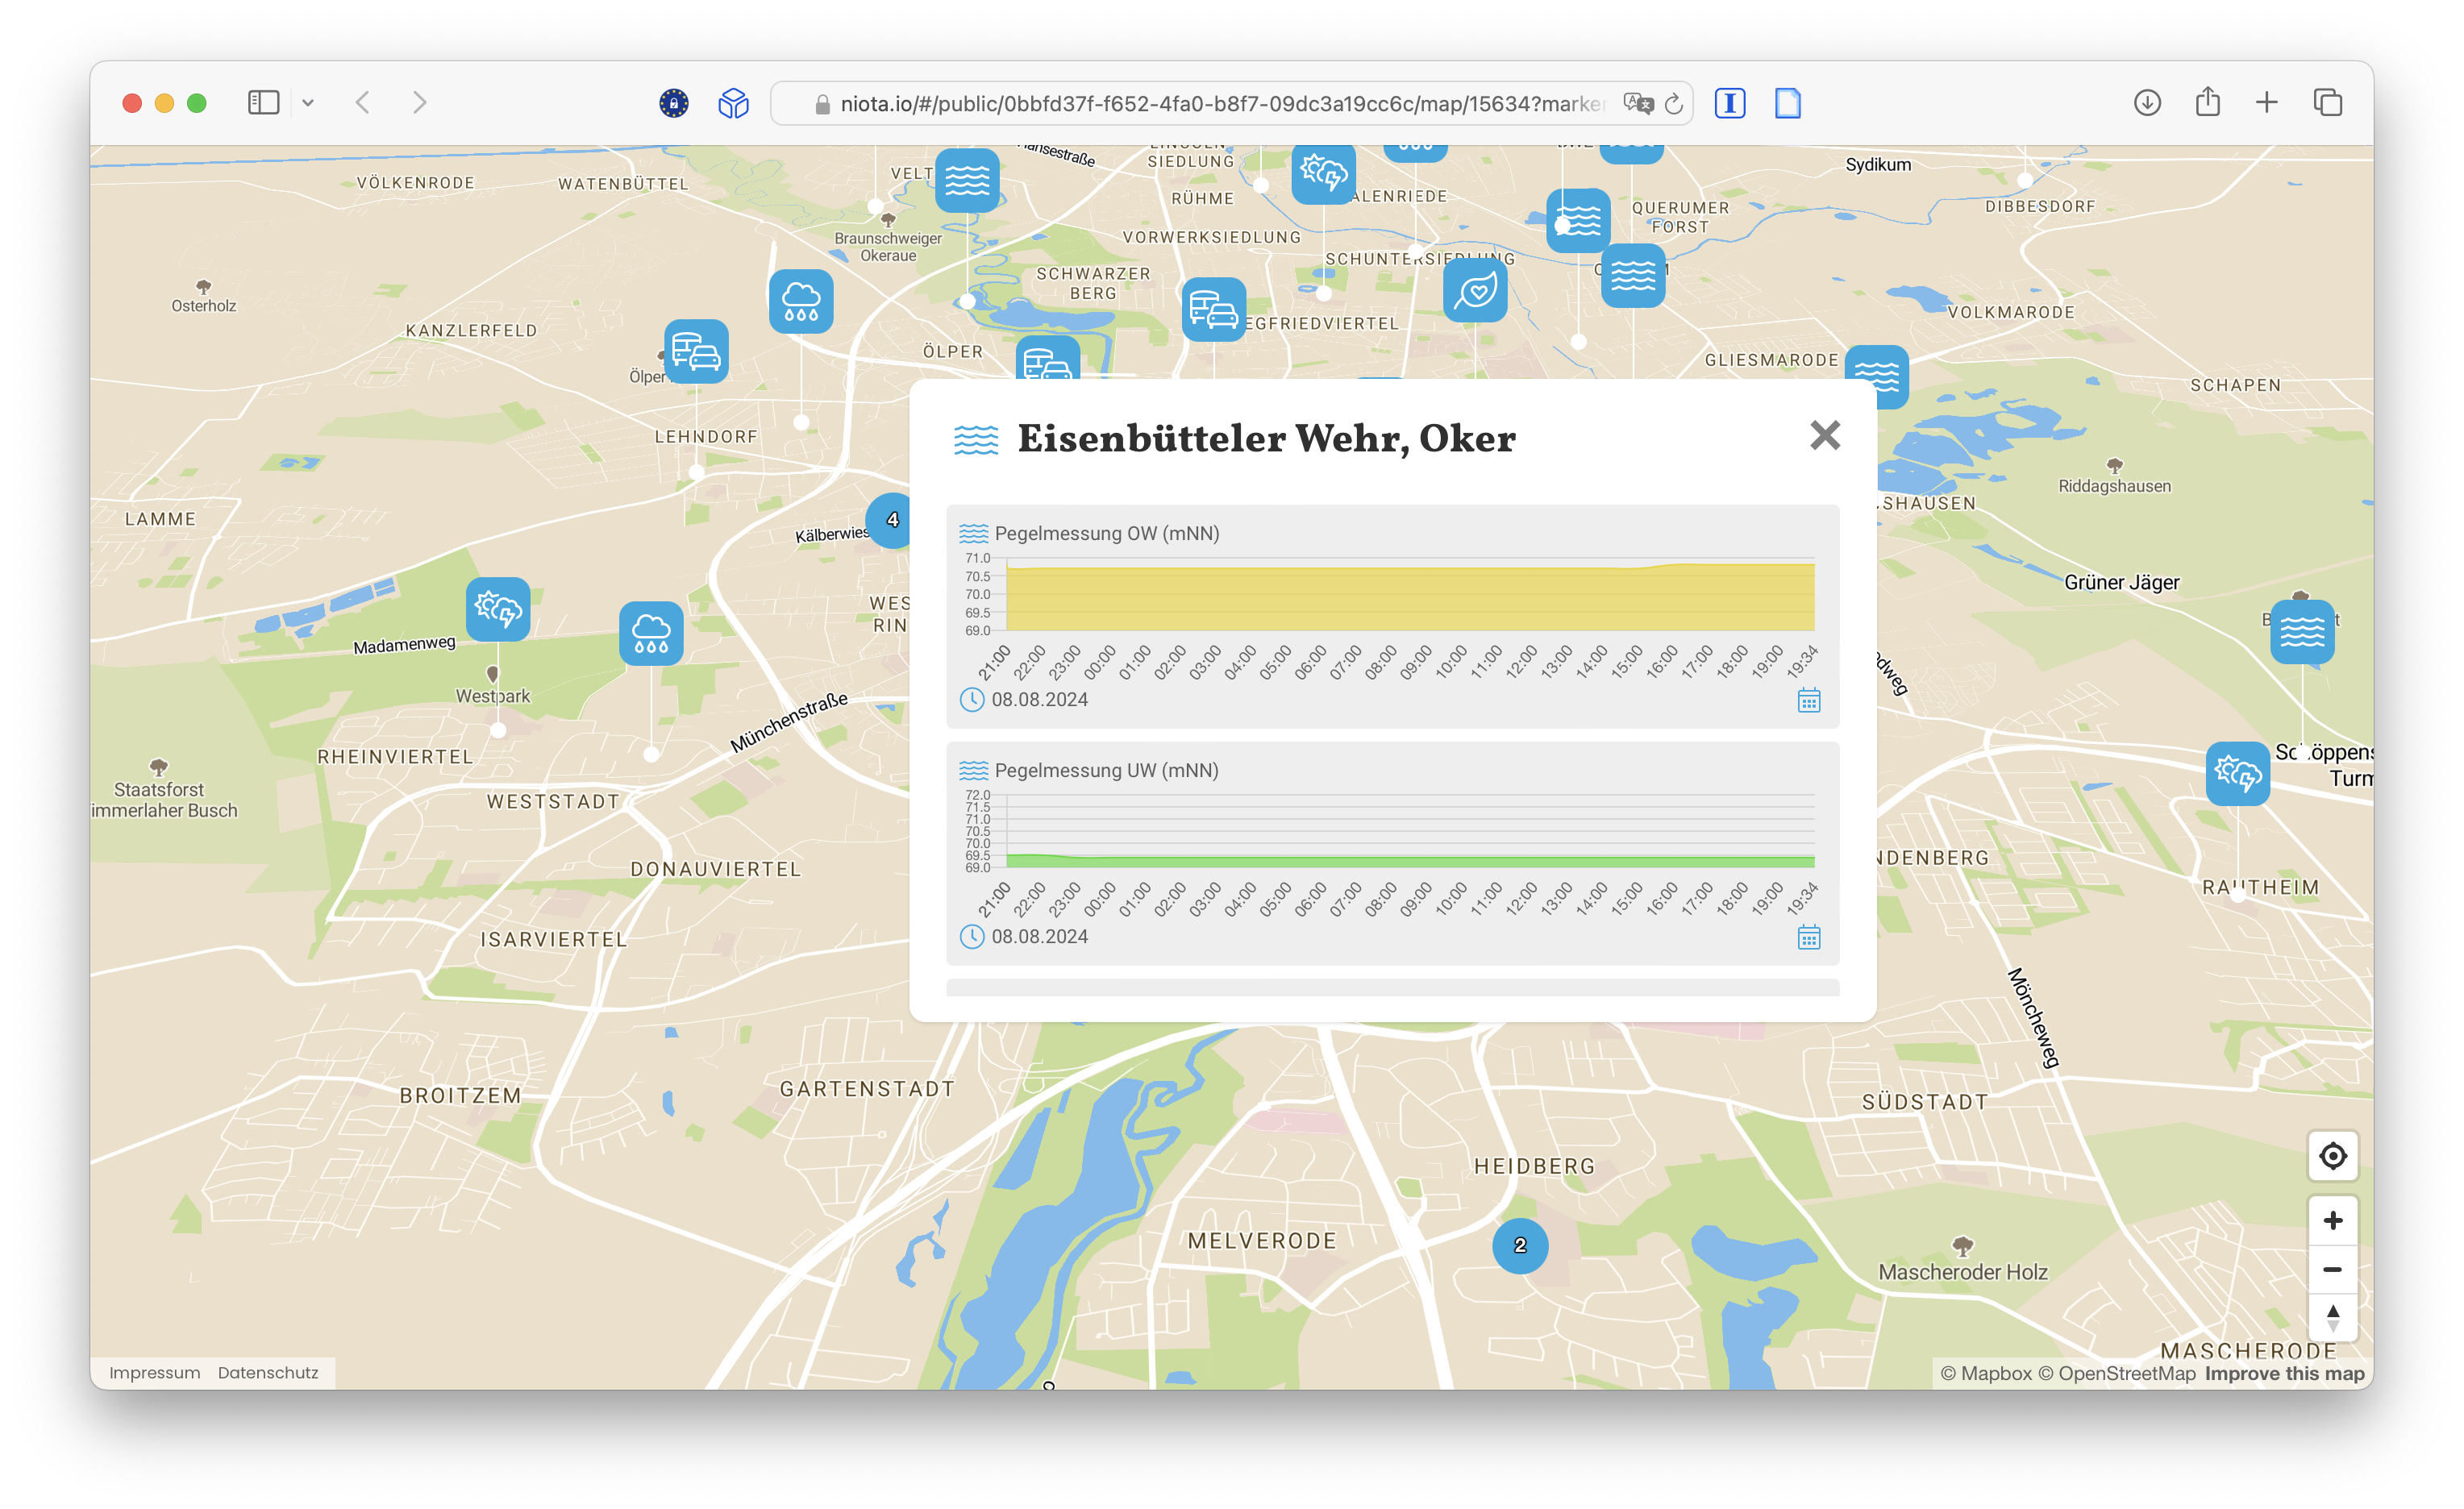 niota.io/#/public/0bbfd37f-f652-4fa0-b8f7-09dc3a19cc6c/map/15634?marke
Hansestraße
SIEDLUNG
Sydikum
VÖLKENRODE
WATENBÜTTEL
VELT
RÜHME
ALENRIEDE
QUERUMER
FORST
DIBBESDORF
Braunschweiger
Okeraue
VORWERKSIEDLUNG
SCHUNTERSIEDLUNG
SCHWARZER
BERG
Osterholz
KANZLERFELD
EGFRIEDVIERTEL
VOLKMARODE
ÖLPER
GLIESMARODE
Ölper
SCHAPEN
LEHNDORF
Eisenbütteler Wehr, Oker
Riddagshausen
SHAUSEN
LAMME
4
Kälberwies
Pegelmessung OW (mNN)
71.0
70.5
70.0
69.5
69.0
21:00 22:00 23:00 00:00 01:00 02:00 03:00 04:00 05:00 06:00 07:00 08:00 09:00 10:00 11:00 12:00 13:00 14:00 15:00 16:00 17:00 18:00 19:00 19:34
08.08.2024
Grüner Jäger
WES
RIN
Madamenweg
Westpark
Münchenstraße
RHEINVIERTEL
Staatsforst
immerlaher Busch
WESTSTADT
Pegelmessung UW (mNN)
72.0
71.5
71.0
70.5
70.0
69.5
69.0
21:00 22:00 23:00 00:00 01:00 02:00 03:00 04:00 05:00 06:00 07:00 08:00 09:00 10:00 11:00 12:00 13:00 14:00 15:00 16:00 17:00 18:00 19:00 19:34
08.08.2024
Schöppens
Turm
DONAUVIERTEL
NDENBERG
RAUTHEIM
ISARVIERTEL
Möncheweg
BROITZEM
GARTENSTADT
SÜDSTADT
HEIDBERG
MELVERODE
2
Mascheroder Holz
MASCHERODE
Impressum Datenschutz
© Mapbox © OpenStreetMap Improve this map